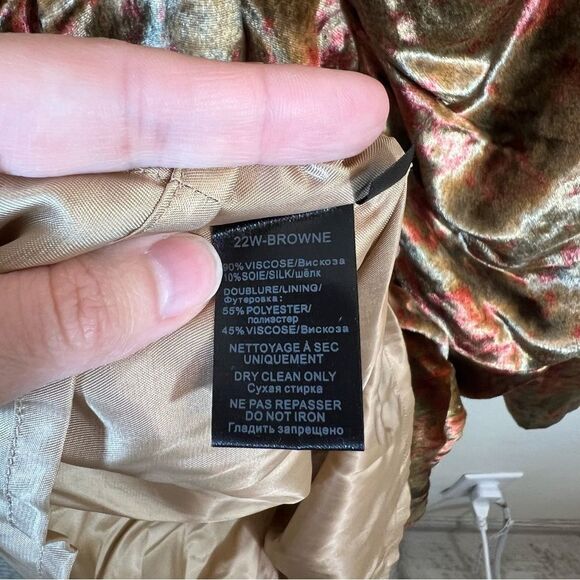 22W-BROWNE
90% VISCOSE/Вискоза
10% SOIE/SILK/шёлк
DOUBLURE/LINING/
Футеровка:
55% POLYESTER/
полиэстер
45% VISCOSE/Вискоза
NETTOYAGE À SEC
UNIQUEMENT
DRY CLEAN ONLY
Сухая стирка
NE PAS REPASSER
DO NOT IRON
Гладить запрещено